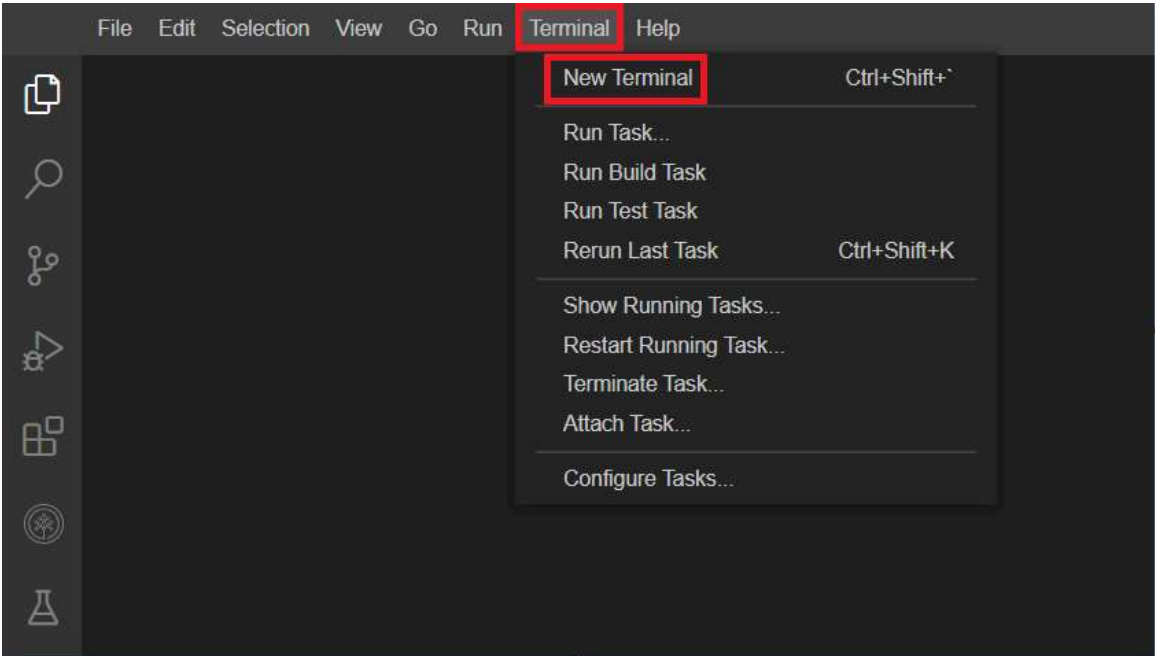 File Edit Selection View Go Run Terminal Help
New Terminal Ctrl+Shift+`
Run Task...
Run Build Task
Run Test Task
Rerun Last Task Ctrl+Shift+K
Show Running Tasks...
Restart Running Task...
Terminate Task...
Attach Task...
Configure Tasks...